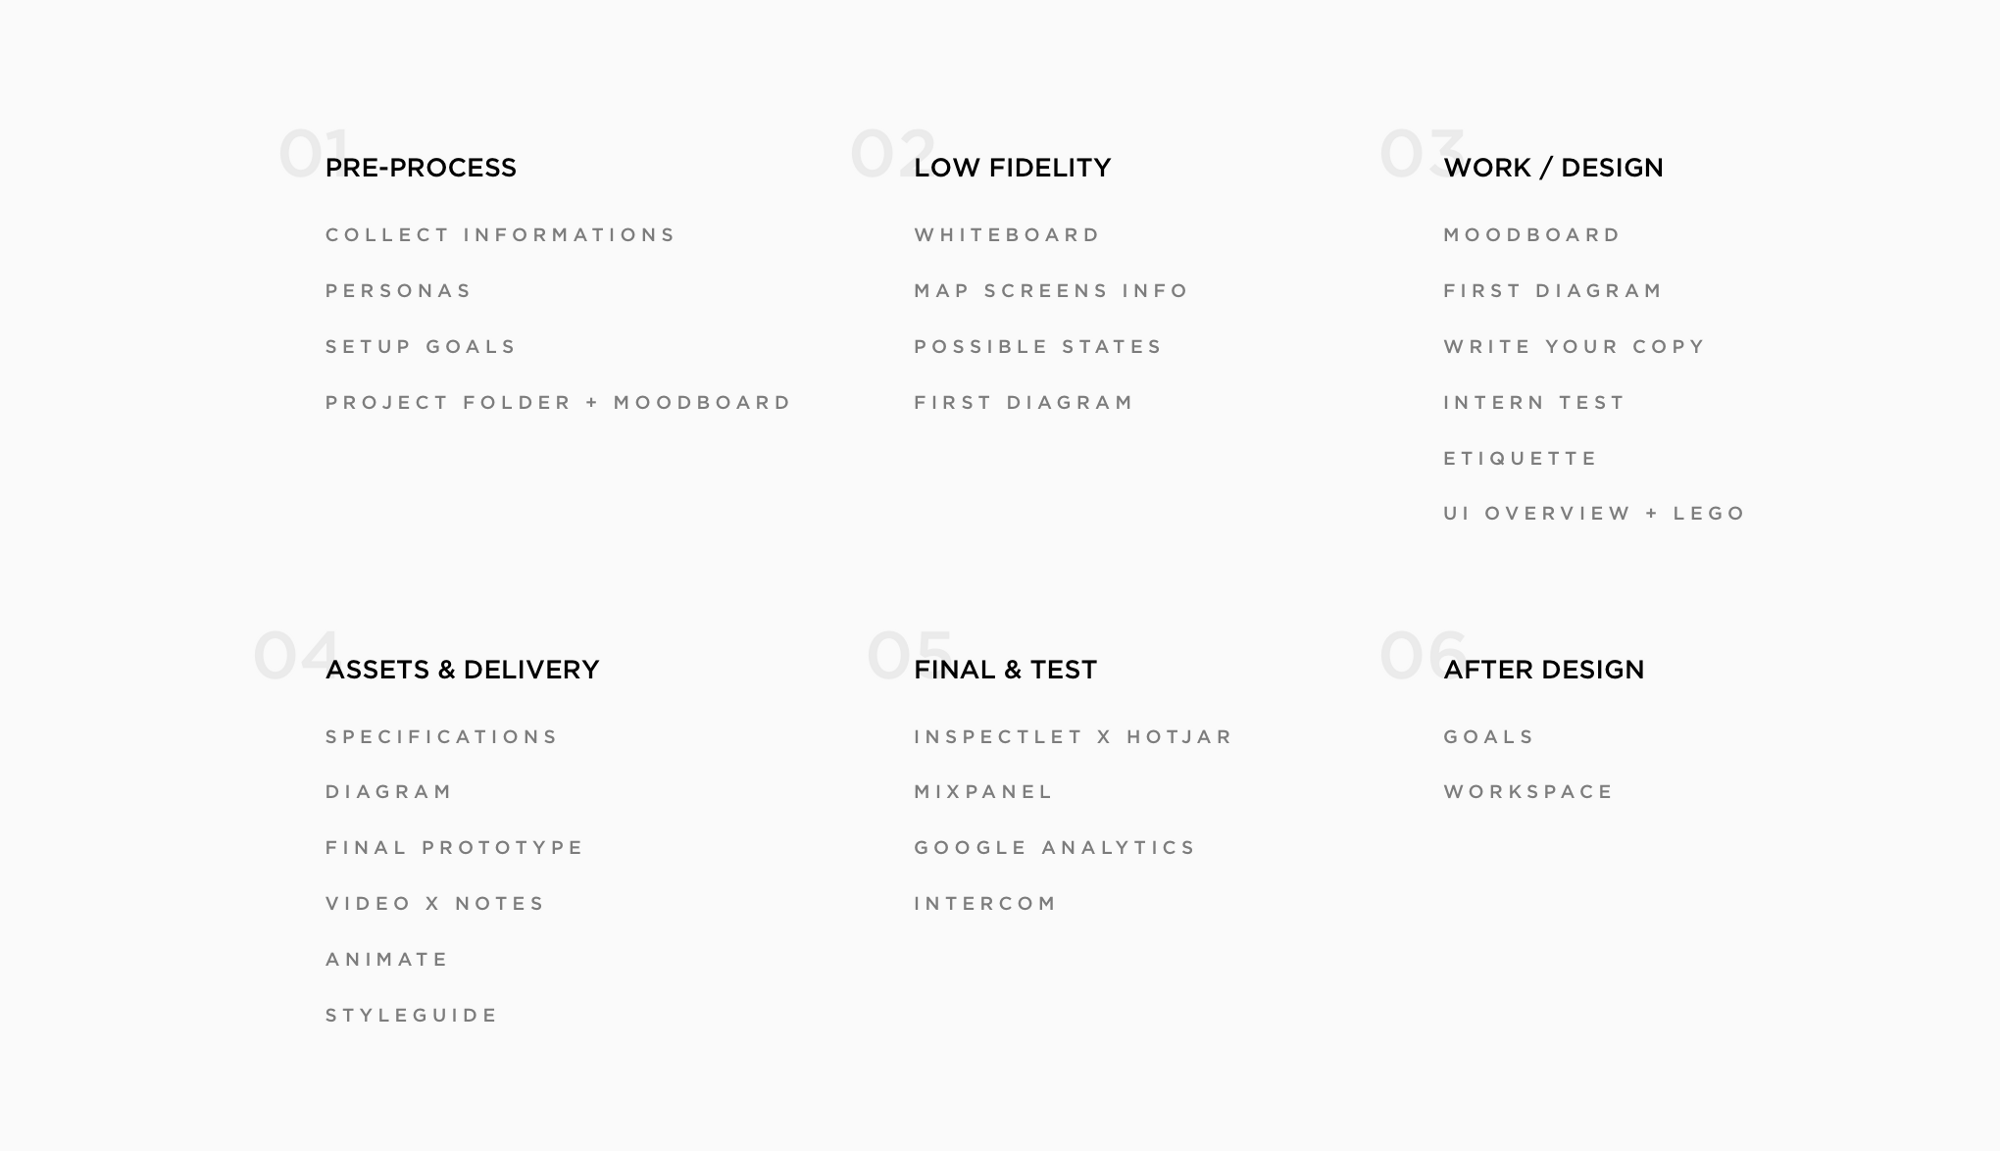 01
PRE-PROCESS
COLLECT INFORMATIONS
PERSONAS
SETUP GOALS
PROJECT FOLDER + MOODBOARD
02
LOW FIDELITY
WHITEBOARD
MAP SCREENS INFO
POSSIBLE STATES
FIRST DIAGRAM
03
WORK / DESIGN
MOODBOARD
FIRST DIAGRAM
WRITE YOUR COPY
INTERN TEST
ETIQUETTE
UI OVERVIEW + LEGO
04
ASSETS & DELIVERY
SPECIFICATIONS
DIAGRAM
FINAL PROTOTYPE
VIDEO X NOTES
ANIMATE
STYLEGUIDE
05
FINAL & TEST
INSPECTLET X HOTJAR
MIXPANEL
GOOGLE ANALYTICS
INTERCOM
06
AFTER DESIGN
GOALS
WORKSPACE